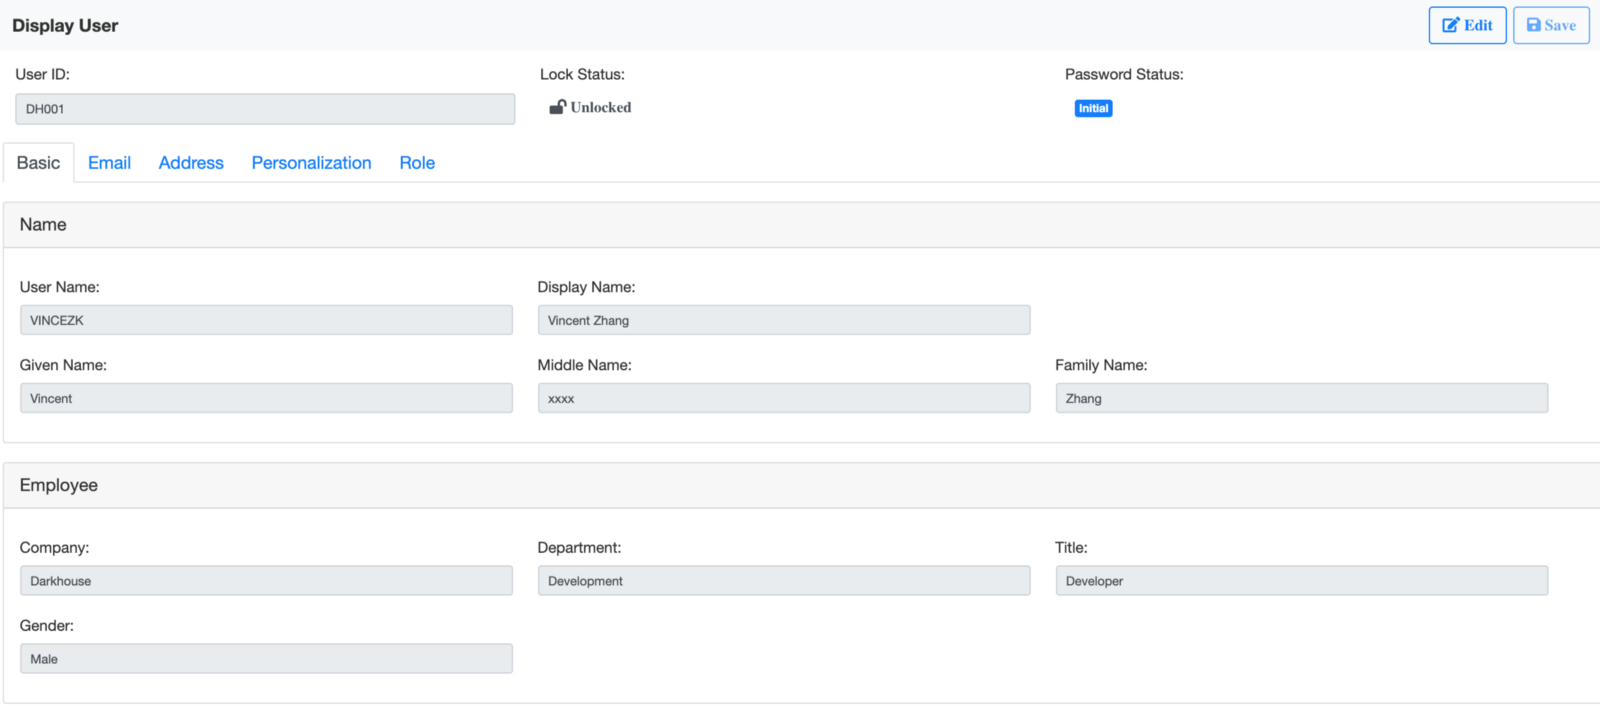 Display User
Edit
Save
User ID:
Lock Status:
Password Status:
DH001
Unlocked
Initial
Basic
Email
Address
Personalization
Role
Name
User Name:
Display Name:
VINCEZK
Vincent Zhang
Given Name:
Middle Name:
Family Name:
Vincent
xxxx
Zhang
Employee
Company:
Department:
Title:
Darkhouse
Development
Developer
Gender:
Male